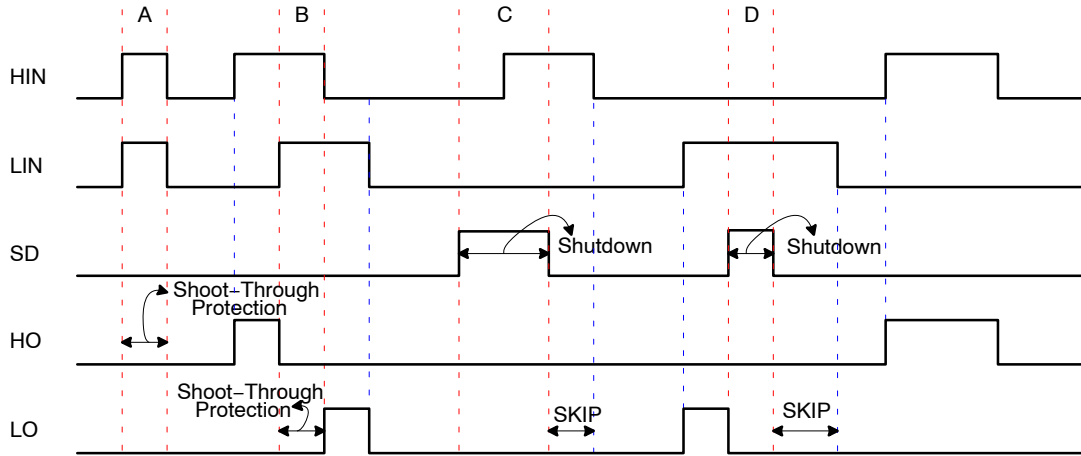 A
B
C
D
HIN
LIN
SD
Shutdown
Shutdown
Shoot-Through
Protection
HO
Shoot-Through
Protection
LO
SKIP
SKIP